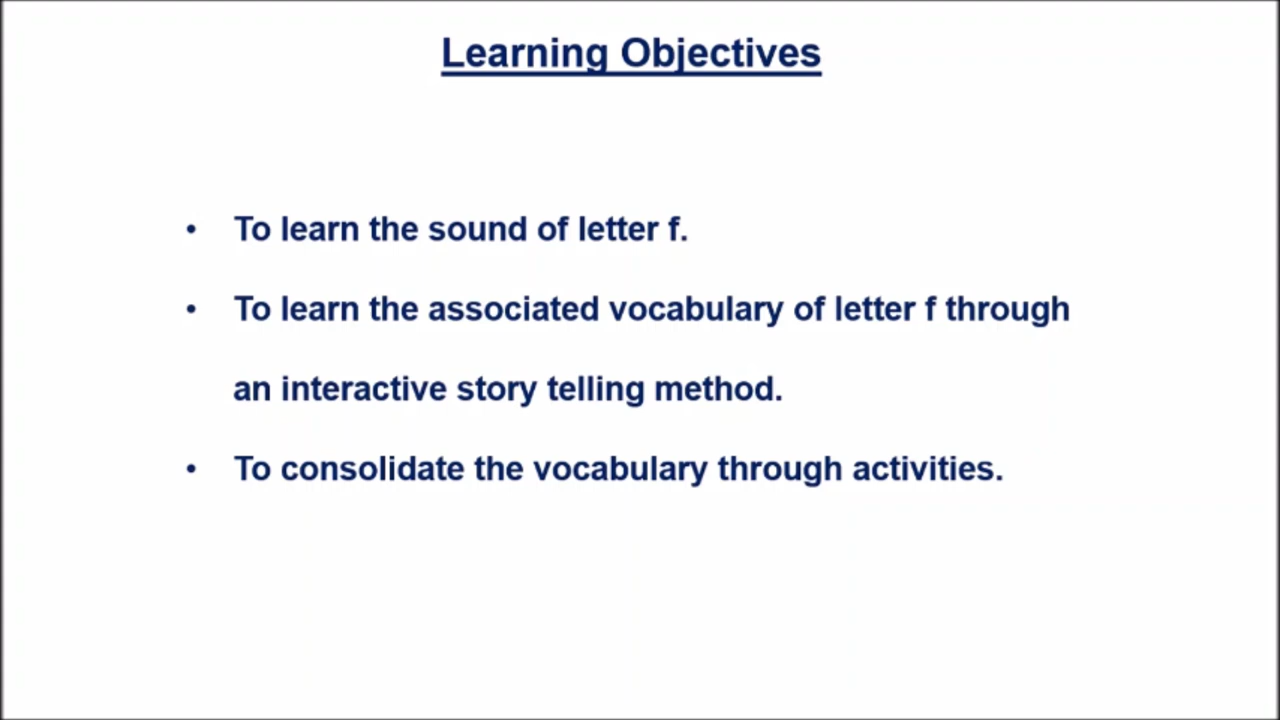 Learning Objectives
• To learn the sound of letter f.
• To learn the associated vocabulary of letter f through
an interactive story telling method.
• To consolidate the vocabulary through activities.